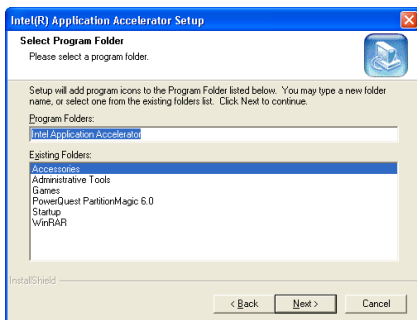 Intel(R) Application Accelerator Setup
Select Program Folder
Please select a program folder.
Setup will add program icons to the Program Folder listed below. You may type a new folder
name, or select one from the existing folders list. Click Next to continue.
Program Folders:
Intel Application Accelerator
Existing Folders:
Accessories
Administrative Tools
Games
PowerQuest PartitionMagic 6.0
Startup
WinRAR
InstallShield
< Back
Next >
Cancel